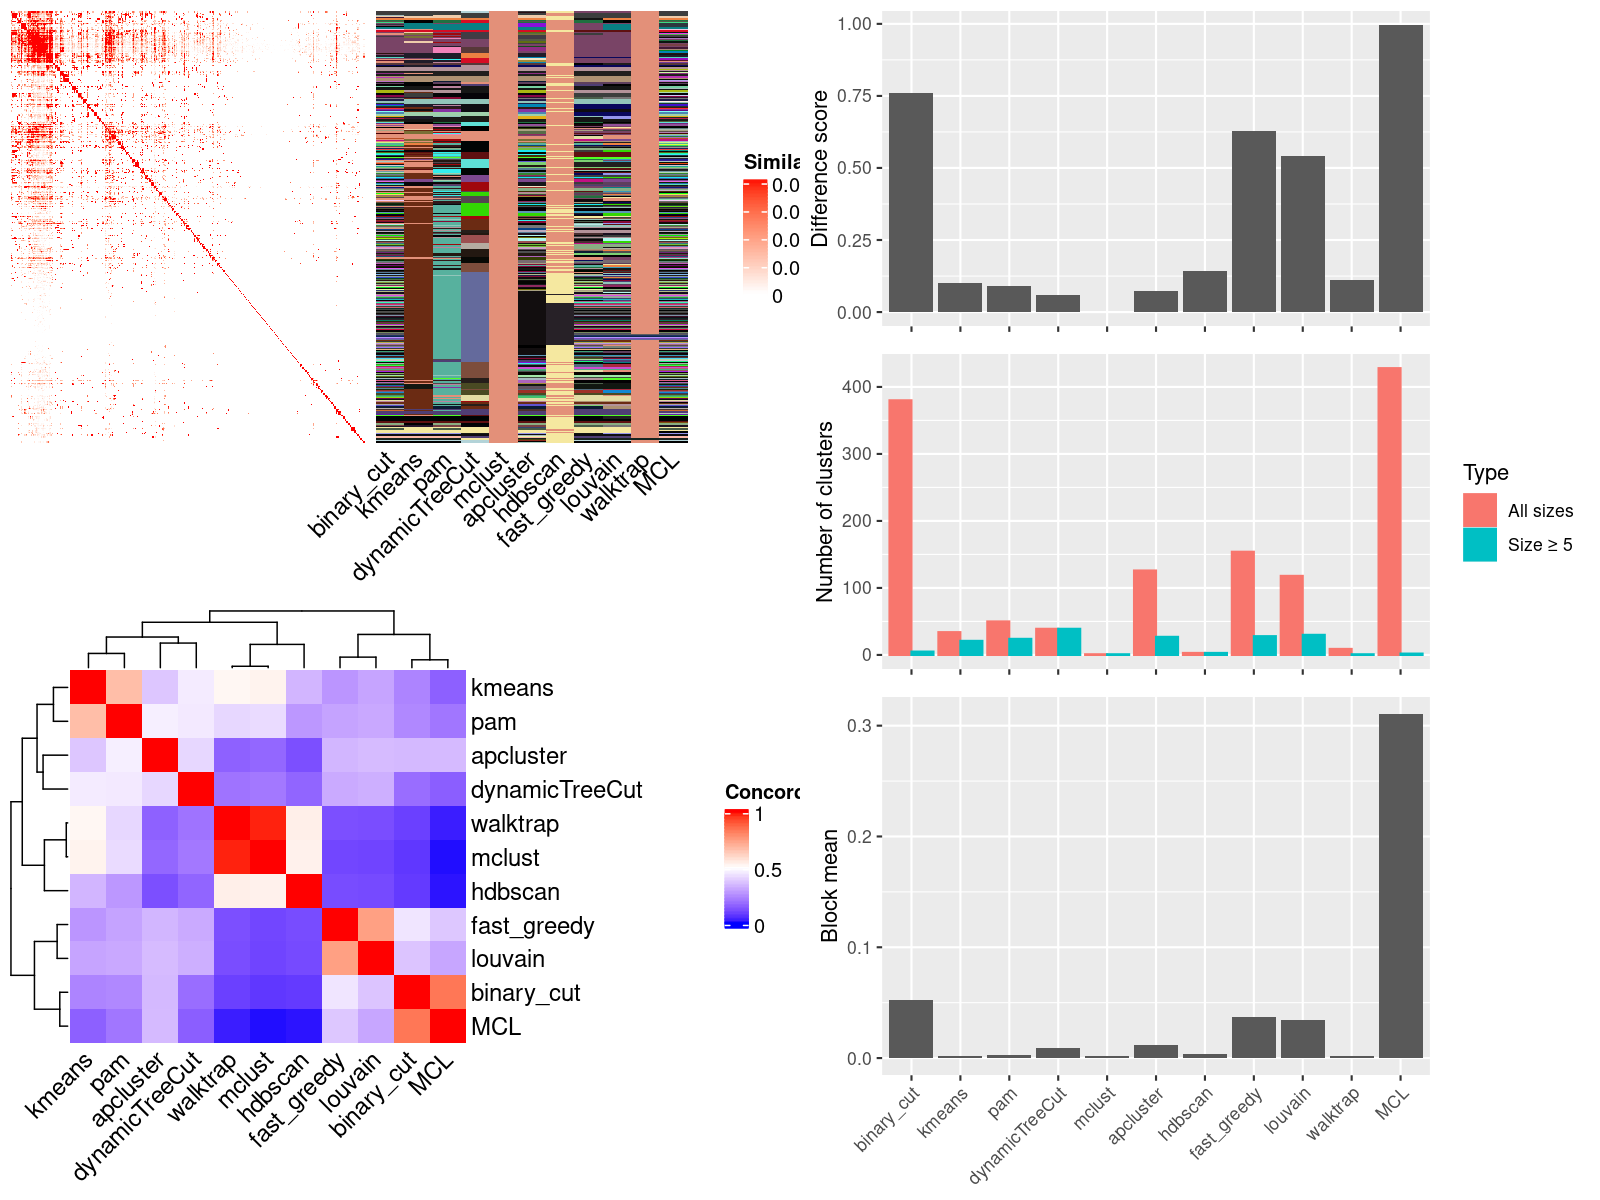 Simila
0.0
0.0
0.0
0.0
0
binary_cut
kmeans
pam
dynamicTreeCut
mclust
apcluster
hdbscan
fast_greedy
louvain
walktrap
MCL
kmeans
pam
apcluster
dynamicTreeCut
walktrap
mclust
hdbscan
fast_greedy
louvain
binary_cut
MCL
kmeans
pam
apcluster
dynamicTreeCut
walktrap
mclust
hdbscan
fast_greedy
louvain
binary_cut
MCL
Concor
1
0.5
0
Difference score
1.00
0.75
0.50
0.25
0.00
Number of clusters
400
300
200
100
0
Type
All sizes
Size ≥ 5
Block mean
0.3
0.2
0.1
0.0
binary_cut
kmeans
pam
dynamicTreeCut
mclust
apcluster
hdbscan
fast_greedy
louvain
walktrap
MCL